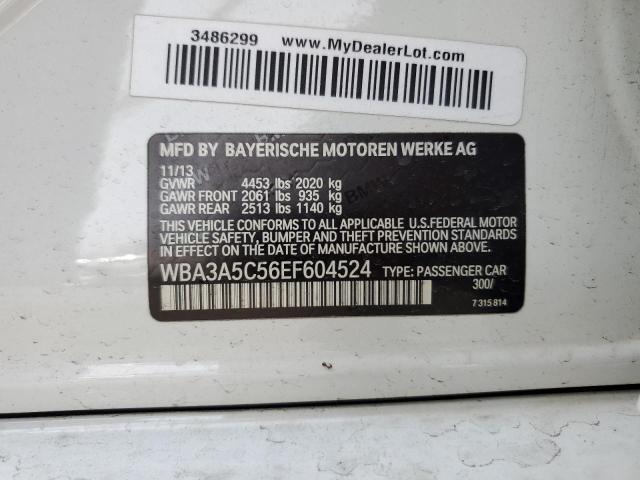 3486299 www.MyDealerLot.com
MFD BY BAYERISCHE MOTOREN WERKE AG
11/13
GVWR 4453 lbs 2020 kg
GAWR FRONT 2061 lbs 935 kg
GAWR REAR 2513 lbs 1140 kg
THIS VEHICLE CONFORMS TO ALL APPLICABLE U.S.FEDERAL MOTOR
VEHICLE SAFETY, BUMPER AND THEFT PREVENTION STANDARDS
IN EFFECT ON THE DATE OF MANUFACTURE SHOWN ABOVE.
WBA3A5C56EF604524 TYPE: PASSENGER CAR
300/
7 315 814